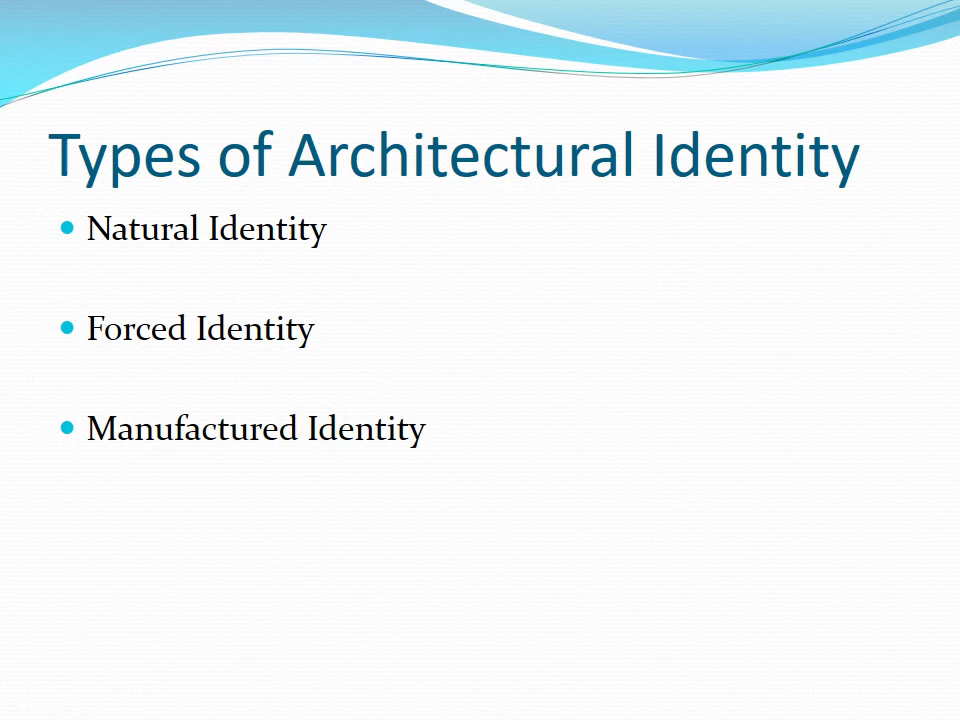 Types of Architectural Identity
Natural Identity
Forced Identity
Manufactured Identity